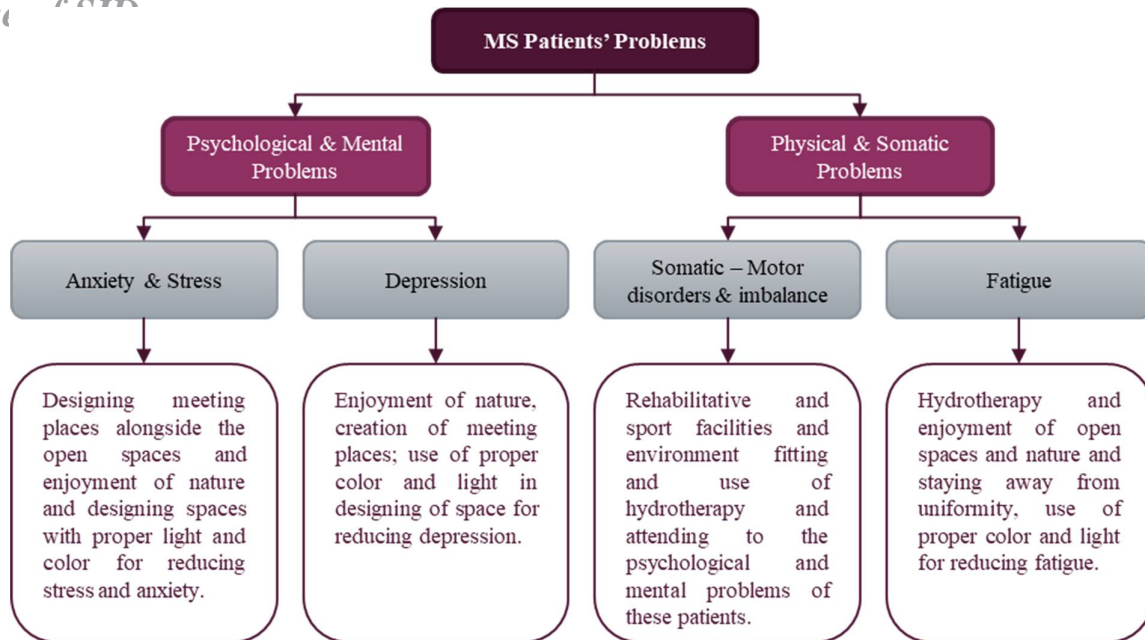 MS Patients' Problems
Psychological & Mental
Problems
Physical & Somatic
Problems
Anxiety & Stress
Depression
Somatic – Motor
disorders & imbalance
Fatigue
Designing meeting
places alongside the
open spaces and
enjoyment of nature
and designing spaces
with proper light and
color for reducing
stress and anxiety.
Enjoyment of nature,
creation of meeting
places; use of proper
color and light in
designing of space for
reducing depression.
Rehabilitative and
sport facilities and
environment fitting
and use of
hydrotherapy and
attending to the
psychological and
mental problems of
these patients.
Hydrotherapy and
enjoyment of open
spaces and nature and
staying away from
uniformity, use of
proper color and light
for reducing fatigue.